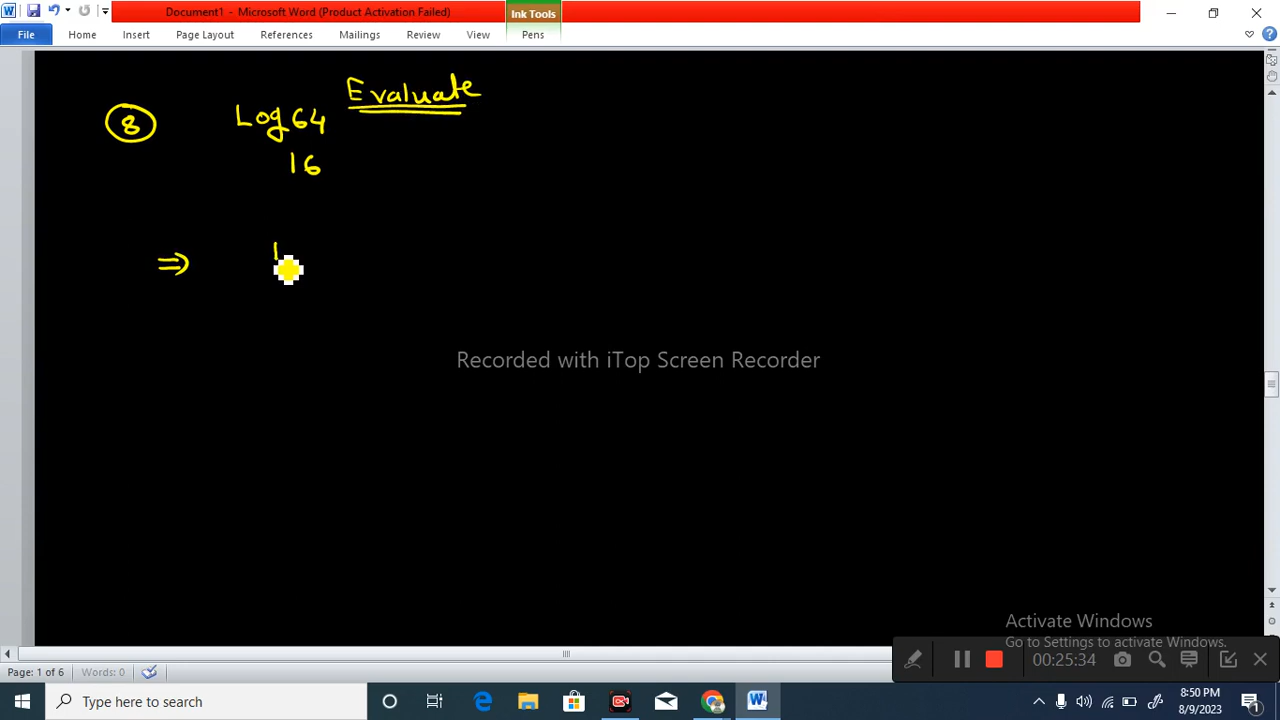 Document1 - Microsoft Word (Product Activation Failed)
Ink Tools
File Home Insert Page Layout References Mailings Review View Pens
Evaluate
8 Log 64
16
⇒
Recorded with iTop Screen Recorder
Activate Windows
Go to Settings to activate Windows.
Page: 1 of 6 Words: 0
00:25:34
Type here to search
8:50 PM
8/9/2023